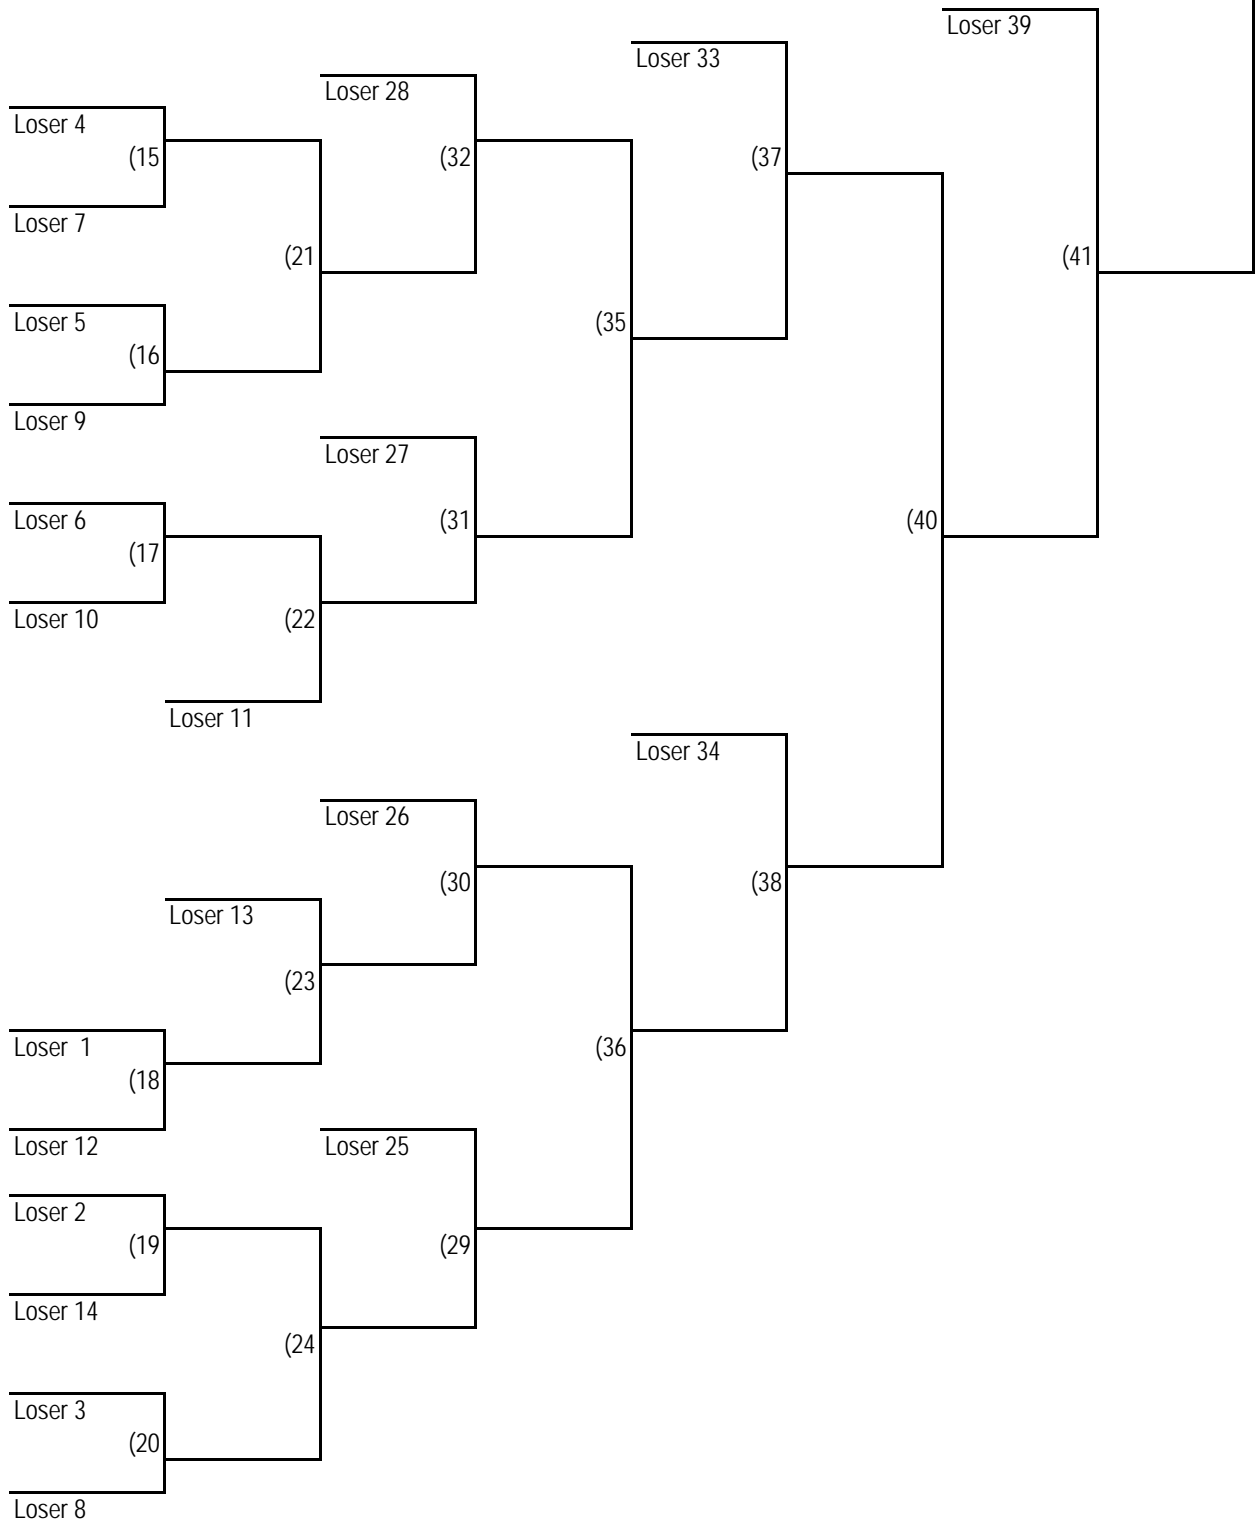 Loser 39
Loser 33
Loser 28
Loser 4
(15
(32
(37
Loser 7
(21
(41
Loser 5
(35
(16
Loser 9
Loser 27
Loser 6
(31
(40
(17
Loser 10
(22
Loser 11
Loser 34
Loser 26
(30
(38
Loser 13
(23
Loser  1
(36
(18
Loser 12
Loser 25
Loser 2
(19
(29
Loser 14
(24
Loser 3
(20
Loser 8